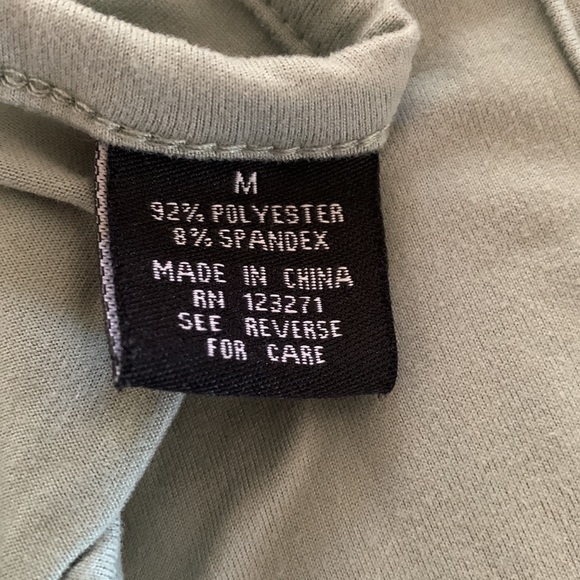 M
92% POLYESTER
8% SPANDEX
MADE IN CHINA
RN 123271
SEE REVERSE
FOR CARE